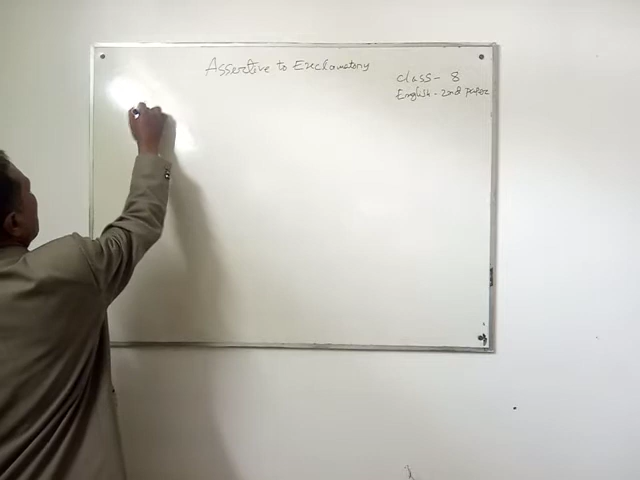 Assertive to Exclamatory
class- 8
English - 2nd paper